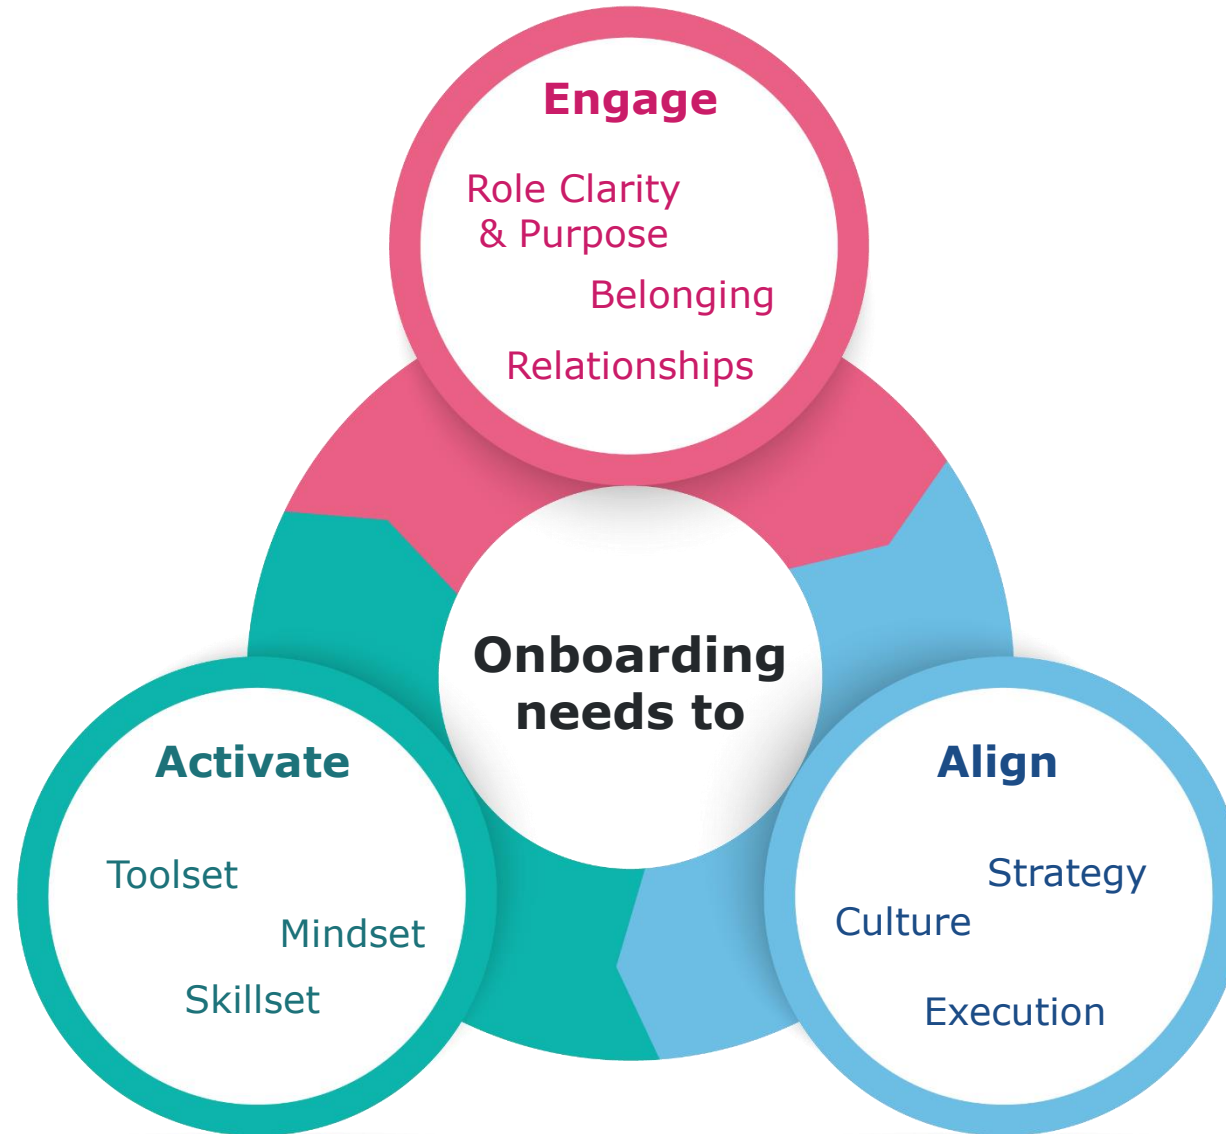 Engage
Role Clarity
& Purpose
Belonging
Relationships
Onboarding
needs to
Activate
Toolset
Mindset
Skillset
Align
Strategy
Culture
Execution